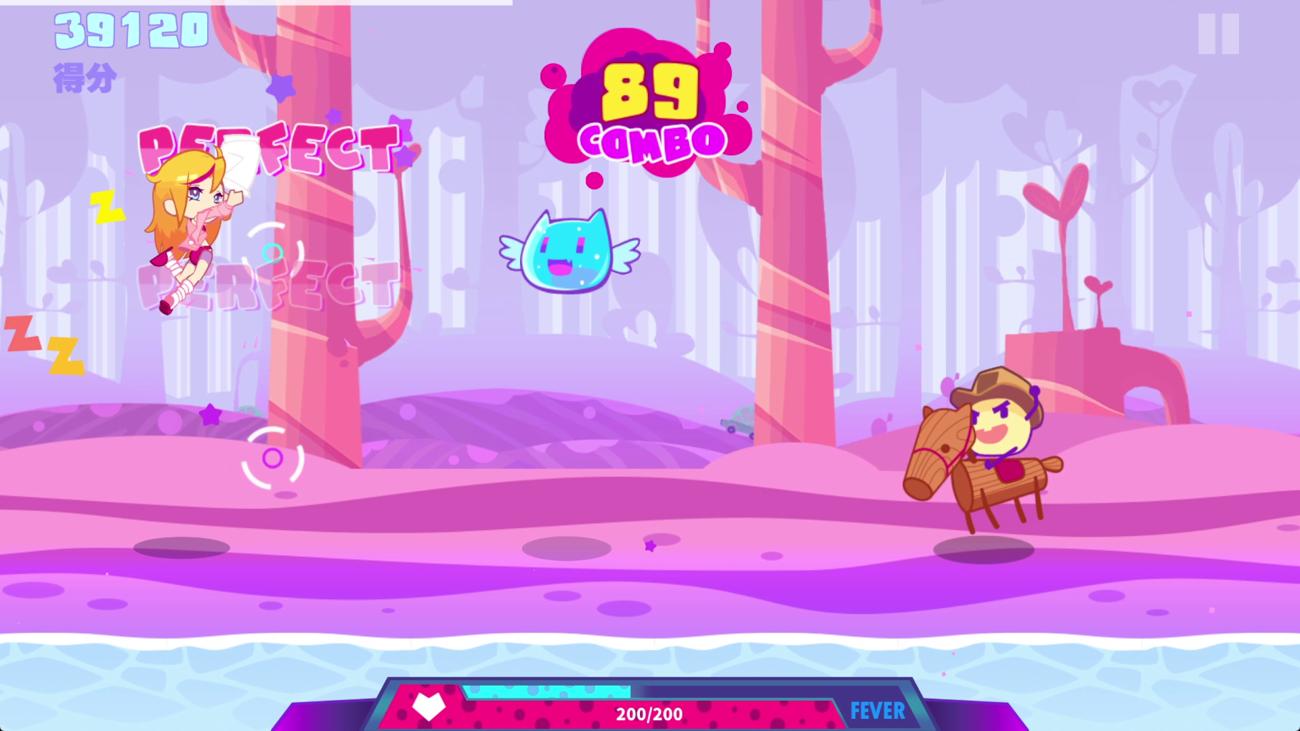 39120
得分
89
COMBO
PERFECT
Z
PERFECT
Z
Z
200/200
FEVER